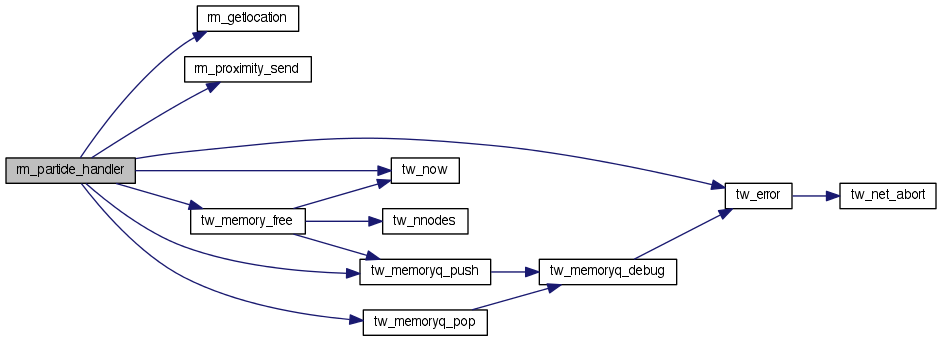 rm_getlocation
rm_proximity_send
rm_particle_handler
tw_now
tw_error
tw_net_abort
tw_memory_free
tw_nnodes
tw_memoryq_push
tw_memoryq_debug
tw_memoryq_pop